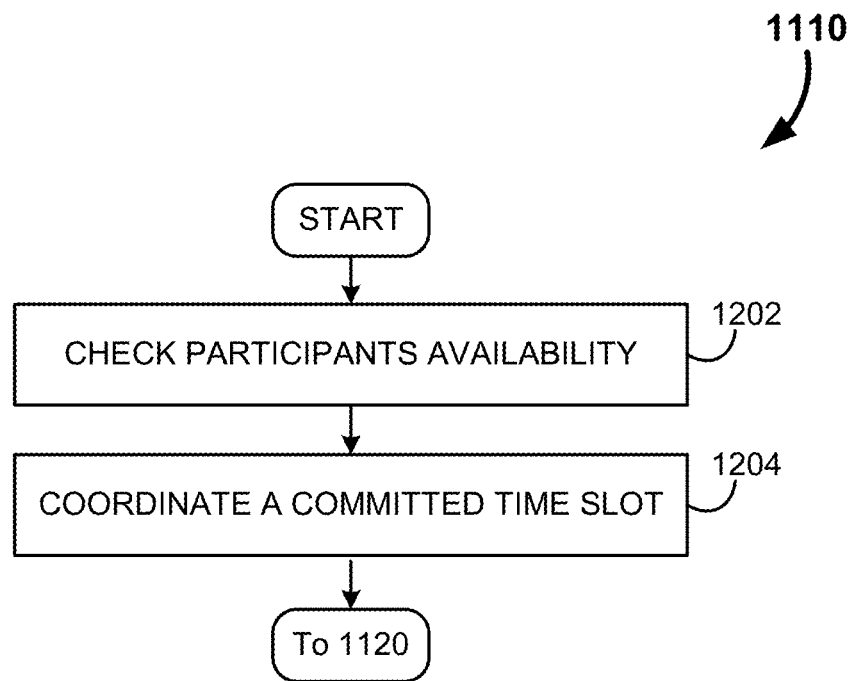 1110
START
1202
CHECK PARTICIPANTS AVAILABILITY
1204
COORDINATE A COMMITTED TIME SLOT
To 1120